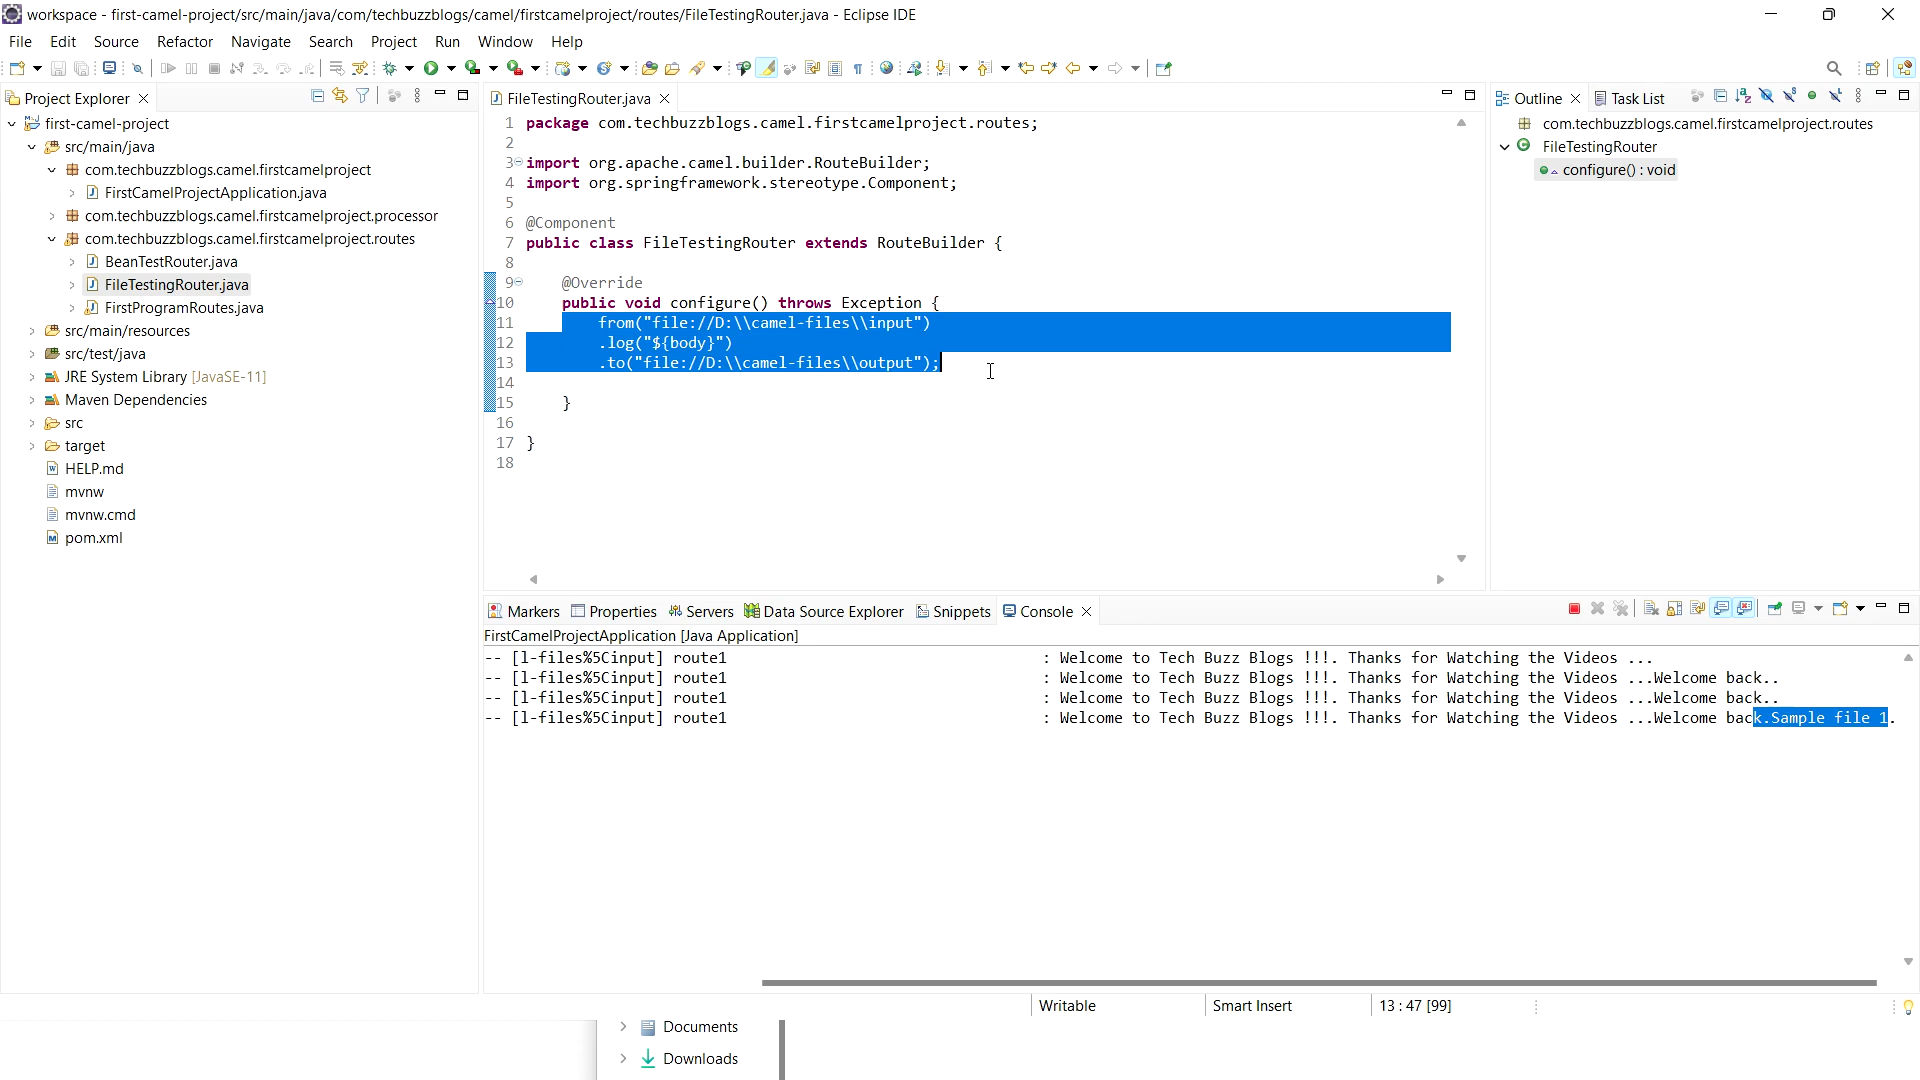 workspace - first-camel-project/src/main/java/com/techbuzzblogs/camel/firstcamelproject/routes/FileTestingRouter.java - Eclipse IDE
File Edit Source Refactor Navigate Search Project Run Window Help
Project Explorer
first-camel-project
src/main/java
com.techbuzzblogs.camel.firstcamelproject
FirstCamelProjectApplication.java
com.techbuzzblogs.camel.firstcamelproject.processor
com.techbuzzblogs.camel.firstcamelproject.routes
BeanTestRouter.java
FileTestingRouter.java
FirstProgramRoutes.java
src/main/resources
src/test/java
JRE System Library [JavaSE-11]
Maven Dependencies
src
target
HELP.md
mvnw
mvnw.cmd
pom.xml
FileTestingRouter.java
1 package com.techbuzzblogs.camel.firstcamelproject.routes;
2
3 import org.apache.camel.builder.RouteBuilder;
4 import org.springframework.stereotype.Component;
5
6 @Component
7 public class FileTestingRouter extends RouteBuilder {
8
9 @Override
10 public void configure() throws Exception {
11 from("file://D:\\camel-files\\input")
12 .log("${body}")
13 .to("file://D:\\camel-files\\output");
14
15 }
16
17 }
18
Outline Task List
com.techbuzzblogs.camel.firstcamelproject.routes
FileTestingRouter
configure() : void
Markers Properties Servers Data Source Explorer Snippets Console
FirstCamelProjectApplication [Java Application]
-- [l-files%5Cinput] route1 : Welcome to Tech Buzz Blogs !!!. Thanks for Watching the Videos ...
-- [l-files%5Cinput] route1 : Welcome to Tech Buzz Blogs !!!. Thanks for Watching the Videos ...Welcome back..
-- [l-files%5Cinput] route1 : Welcome to Tech Buzz Blogs !!!. Thanks for Watching the Videos ...Welcome back..
-- [l-files%5Cinput] route1 : Welcome to Tech Buzz Blogs !!!. Thanks for Watching the Videos ...Welcome back.Sample file 1.
Writable Smart Insert 13 : 47 [99]
Documents
Downloads